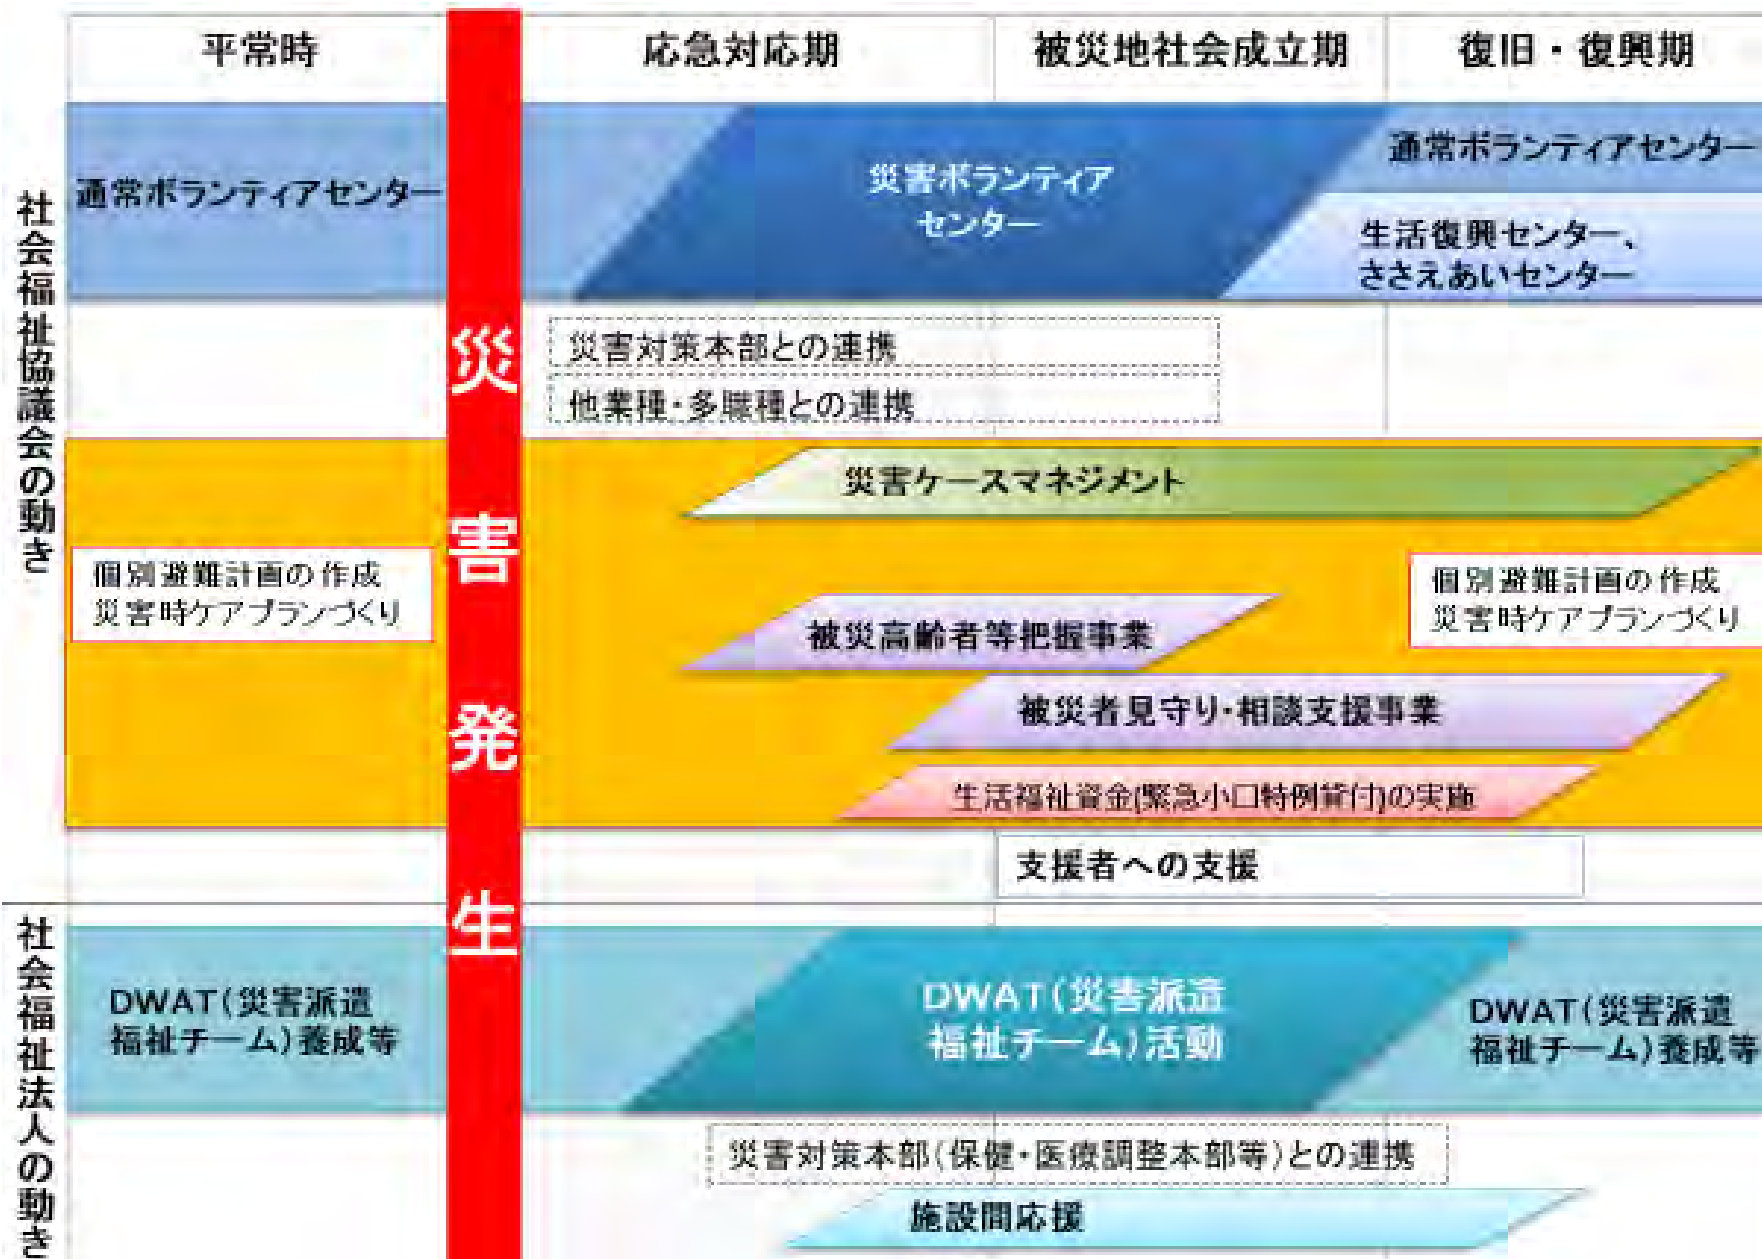 平常時
応急対応期
被災地社会成立期
復旧・復興期
社会福祉協議会の動き
通常ボランティアセンター
災害発生
災害ボランティア
センター
通常ボランティアセンター
生活復興センター、
ささえあいセンター
災害対策本部との連携
他業種・多職種との連携
災害ケースマネジメント
個別避難計画の作成
災害時ケアプランづくり
個別避難計画の作成
災害時ケアプランづくり
被災高齢者等把握事業
被災者見守り・相談支援事業
生活福祉資金(緊急小口特例貸付)の実施
支援者への支援
社会福祉法人の動き
DWAT(災害派遣
福祉チーム)養成等
DWAT(災害派遣
福祉チーム)活動
DWAT(災害派遣
福祉チーム)養成等
災害対策本部(保健・医療調整本部等)との連携
施設間応援